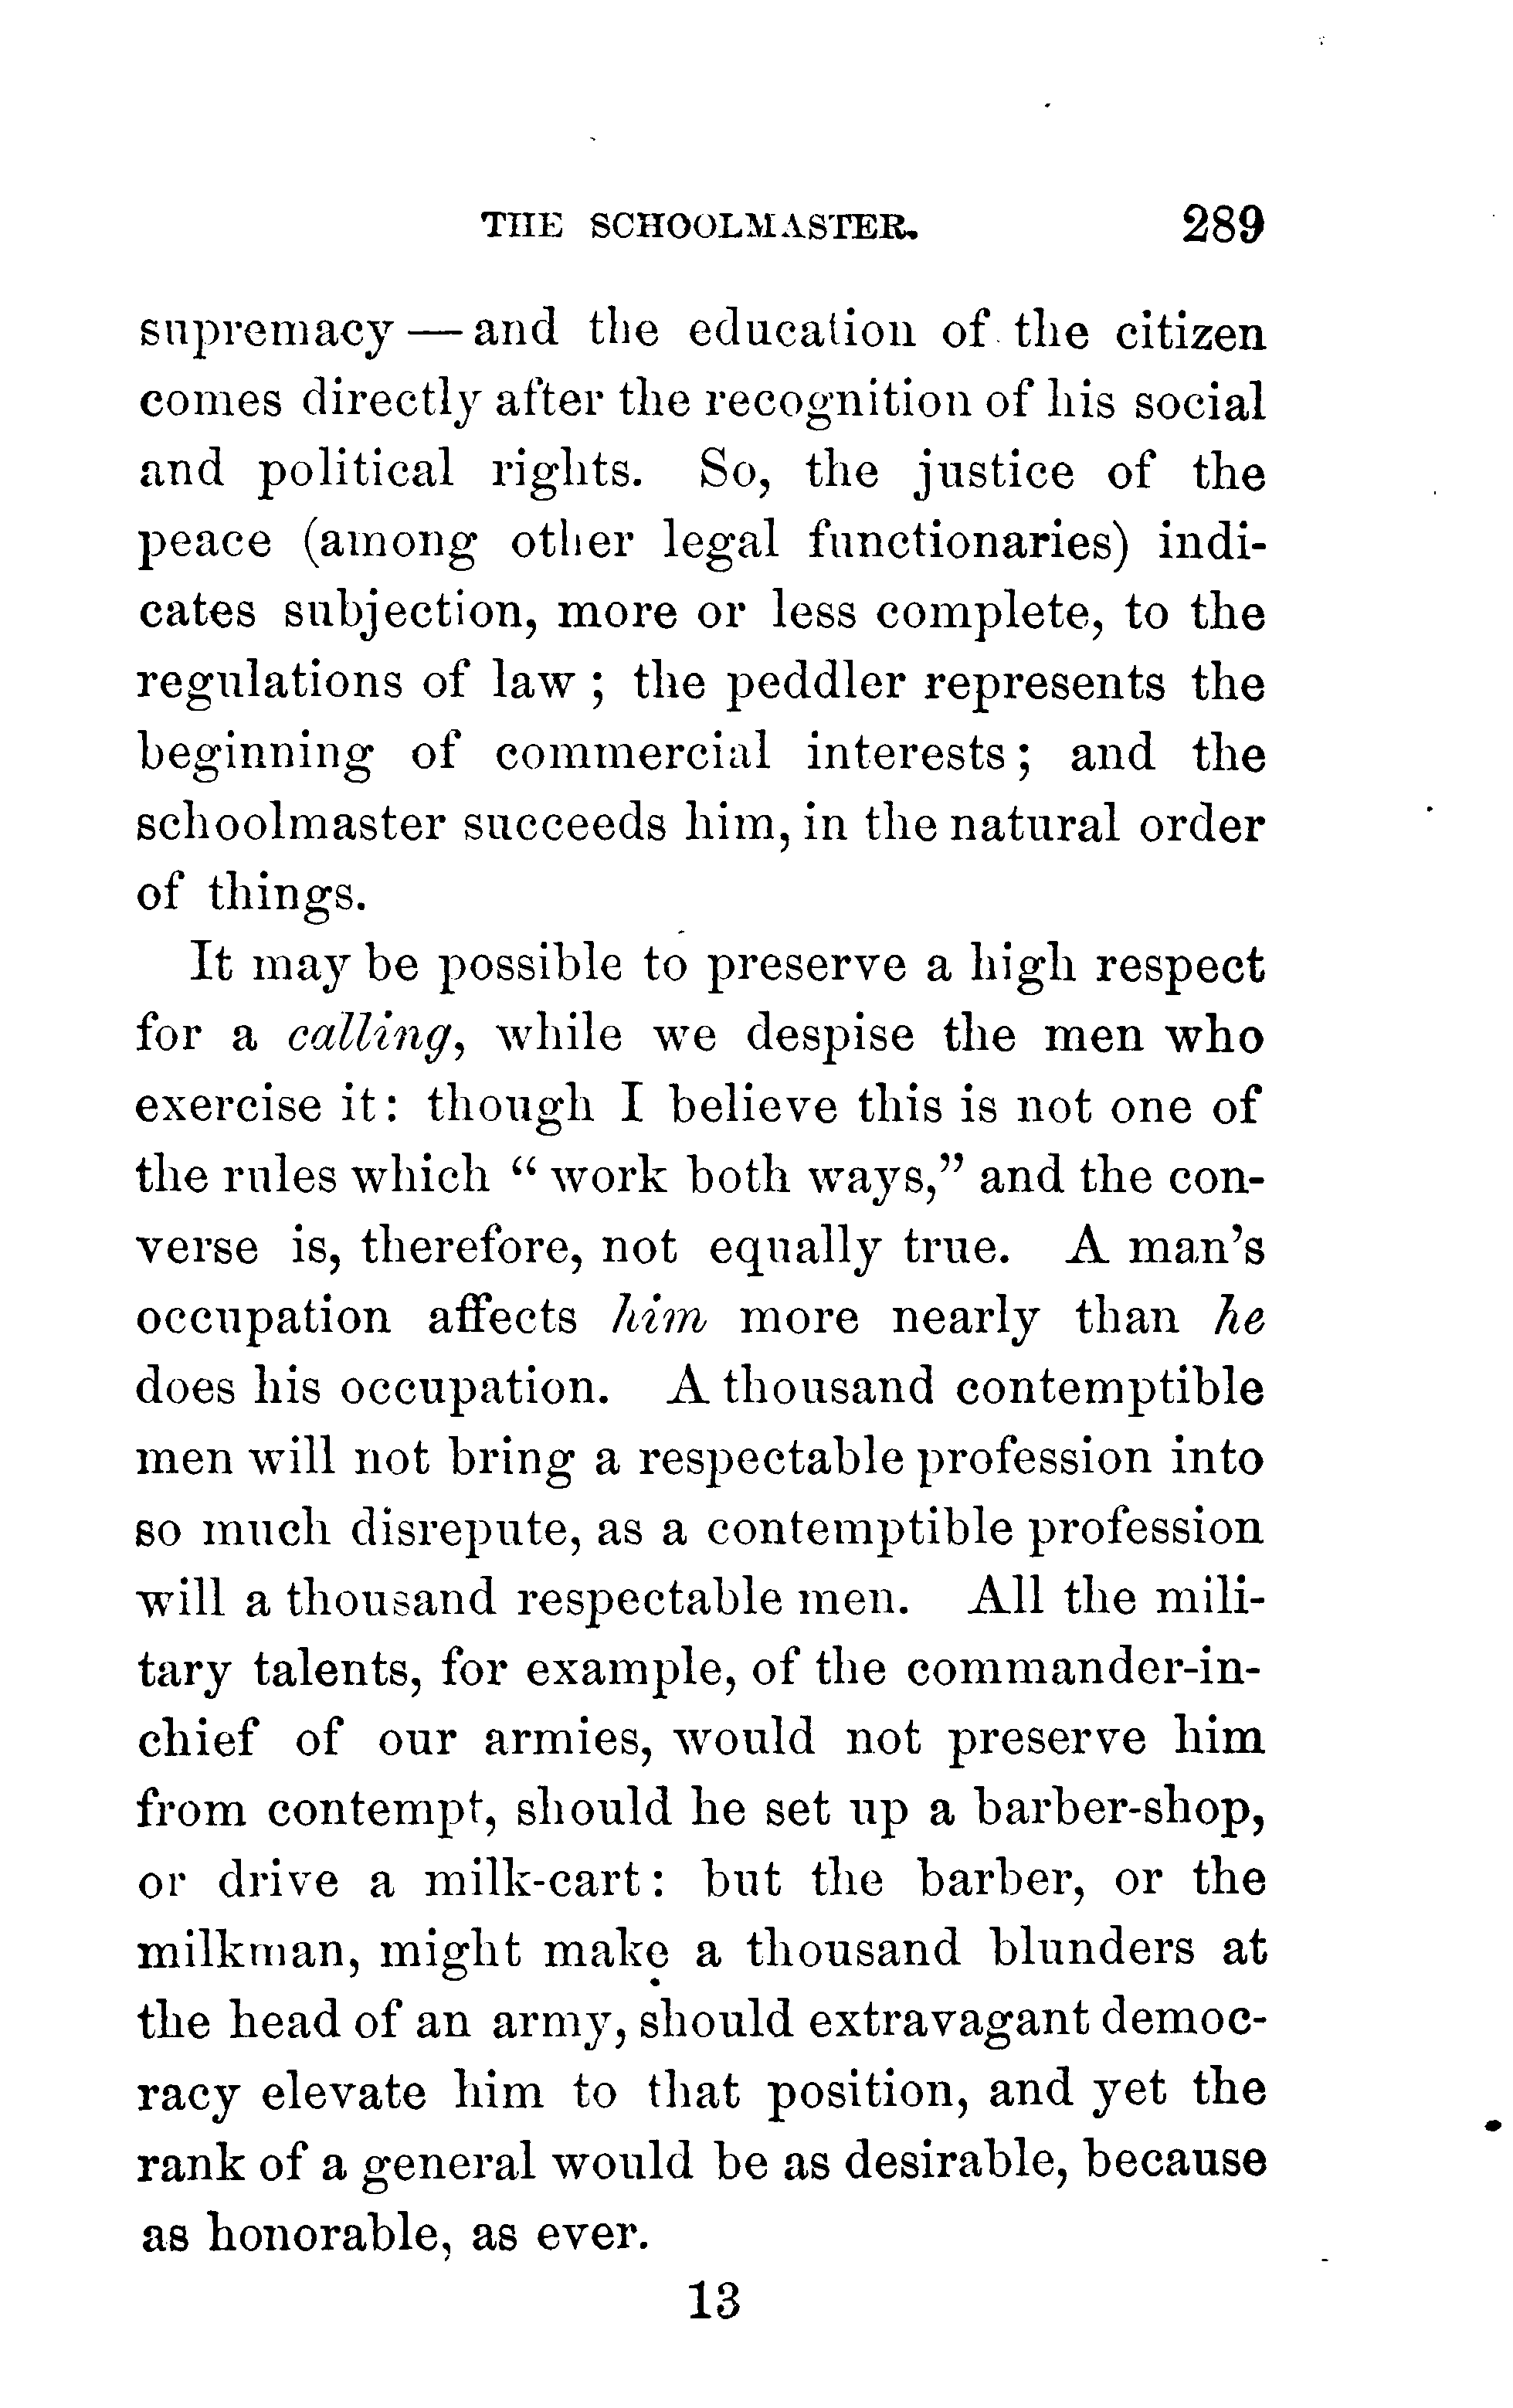 THE SCHOOLMASTER. 289
supremacy — and the education of the citizen
comes directly after the recognition of his social
and political rights. So, the justice of the
peace (among other legal functionaries) indi-
cates subjection, more or less complete, to the
regulations of law ; the peddler represents the
beginning of commercial interests ; and the
schoolmaster succeeds him, in the natural order
of things.
It may be possible to preserve a high respect
for a calling, while we despise the men who
exercise it : though I believe this is not one of
the rules which “ work both ways,” and the con-
verse is, therefore, not equally true. A man’s
occupation affects him more nearly than he
does his occupation. A thousand contemptible
men will not bring a respectable profession into
so much disrepute, as a contemptible profession
will a thousand respectable men. All the mili-
tary talents, for example, of the commander-in-
chief of our armies, would not preserve him
from contempt, should he set up a barber-shop,
or drive a milk-cart : but the barber, or the
milkman, might make a thousand blunders at
the head of an army, should extravagant democ-
racy elevate him to that position, and yet the
rank of a general would be as desirable, because
as honorable, as ever.
13